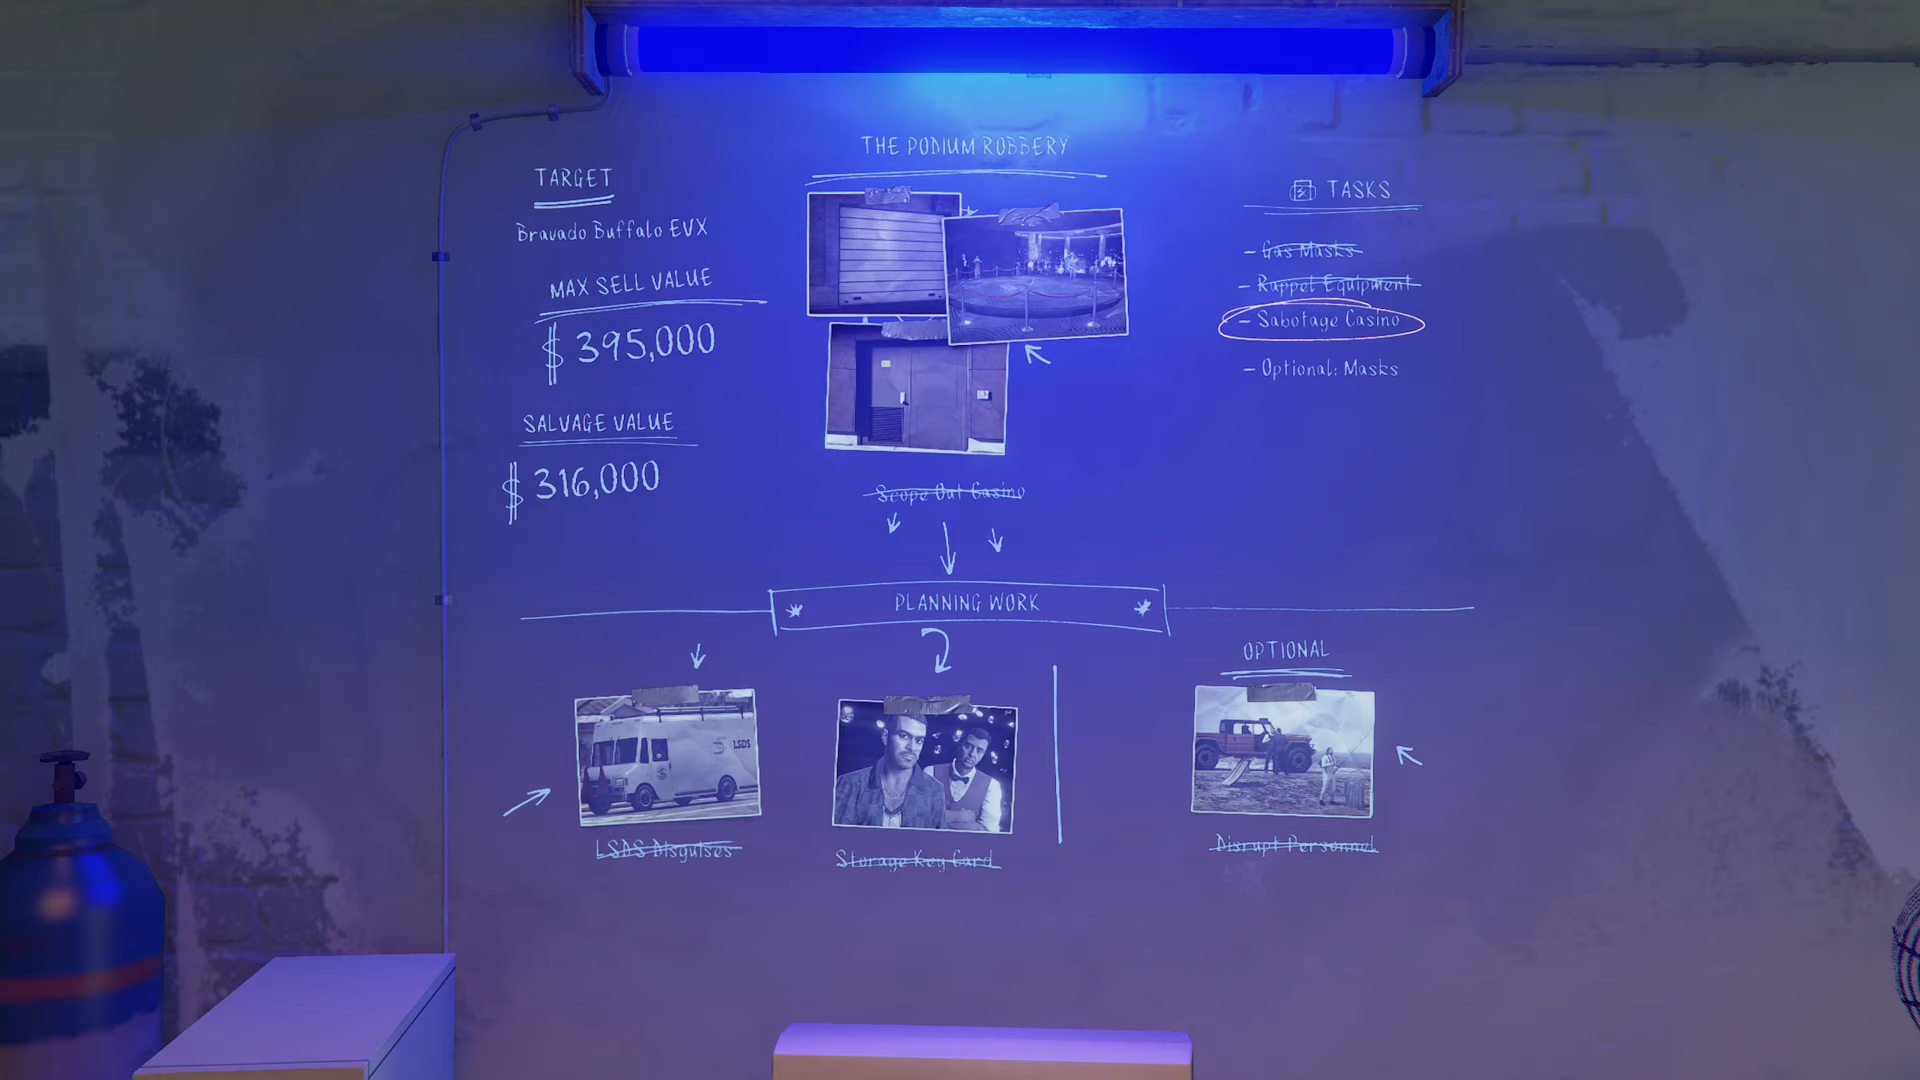 THE PODIUM ROBBERY
TARGET
Bravado Buffalo EVX
MAX SELL VALUE
$ 395,000
SALVAGE VALUE
$ 316,000
TASKS
- Gas Masks
- Rappel Equipment
- Sabotage Casino
- Optional: Masks
Scope Out Casino
PLANNING WORK
OPTIONAL
LSDS
LSDS Disguises
Storage Key Card
Disrupt Personnel